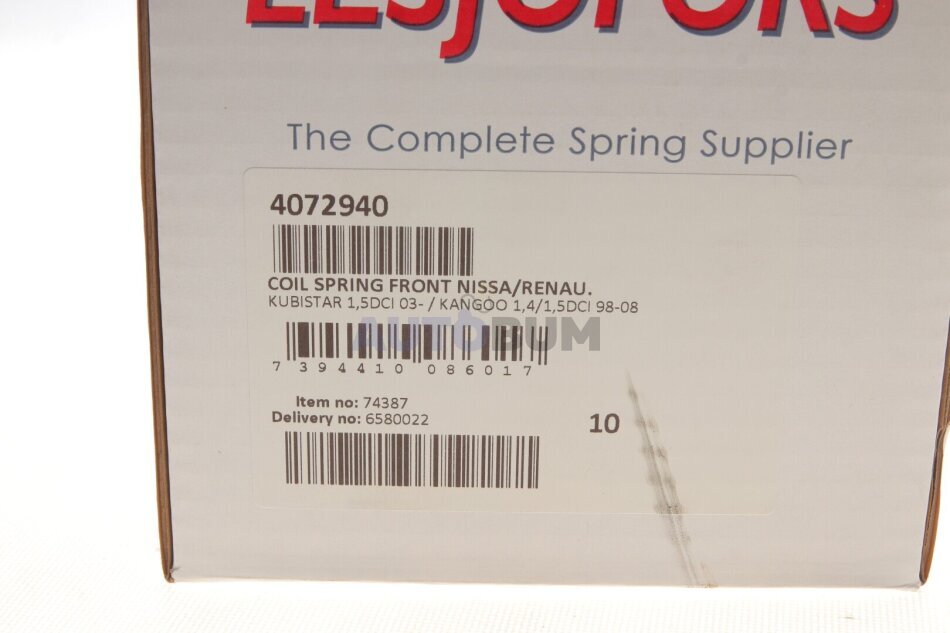 LESJÖFORS
The Complete Spring Supplier
4072940
COIL SPRING FRONT NISSA/RENAU.
KUBISTAR 1,5DCI 03- / KANGOO 1,4/1,5DCI 98-08
AUTOBUM
7 394410 086017
Item no: 74387
Delivery no: 6580022
10